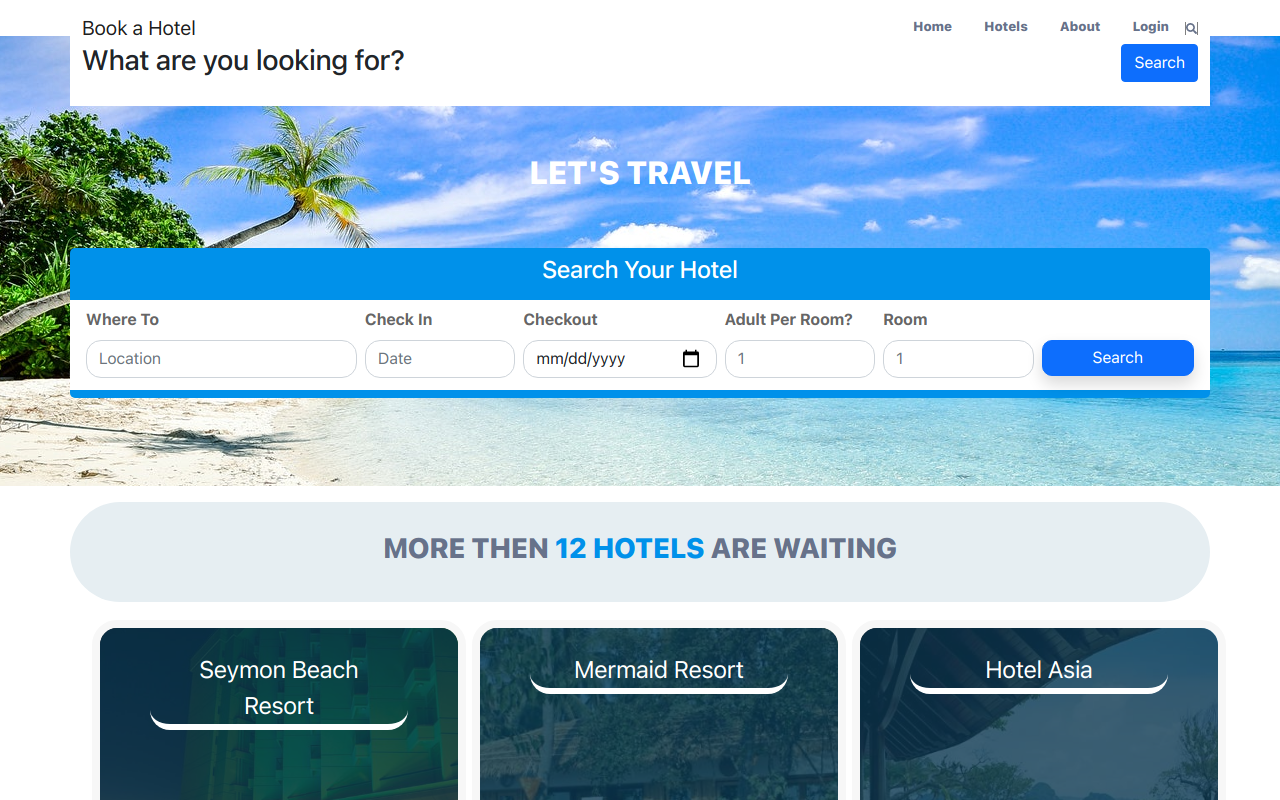 Book a Hotel
Home Hotels About Login
What are you looking for?
Search
LET'S TRAVEL
Search Your Hotel
Where To Check In Checkout Adult Per Room? Room
Location Date mm/dd/yyyy 1 1 Search
MORE THEN 12 HOTELS ARE WAITING
Seymon Beach
Resort
Mermaid Resort
Hotel Asia